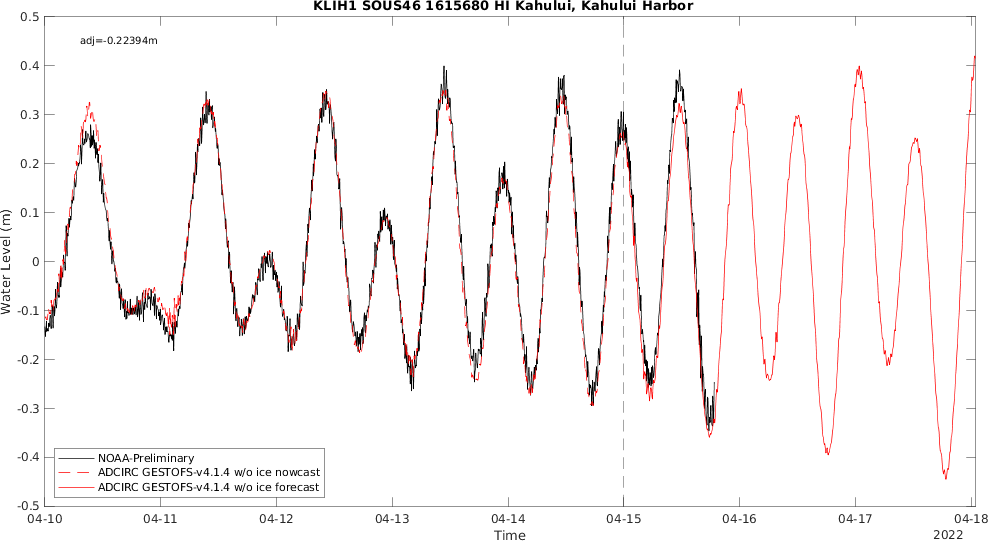 KLIH1 SOUS46 1615680 HI Kahului, Kahului Harbor
adj=-0.22394m
0.5
0.4
0.3
0.2
0.1
0
-0.1
-0.2
-0.3
-0.4
-0.5
Water Level (m)
NOAA-Preliminary
ADCIRC GESTOFS-v4.1.4 w/o ice nowcast
ADCIRC GESTOFS-v4.1.4 w/o ice forecast
04-10 04-11 04-12 04-13 04-14 04-15 04-16 04-17 04-18
Time
2022